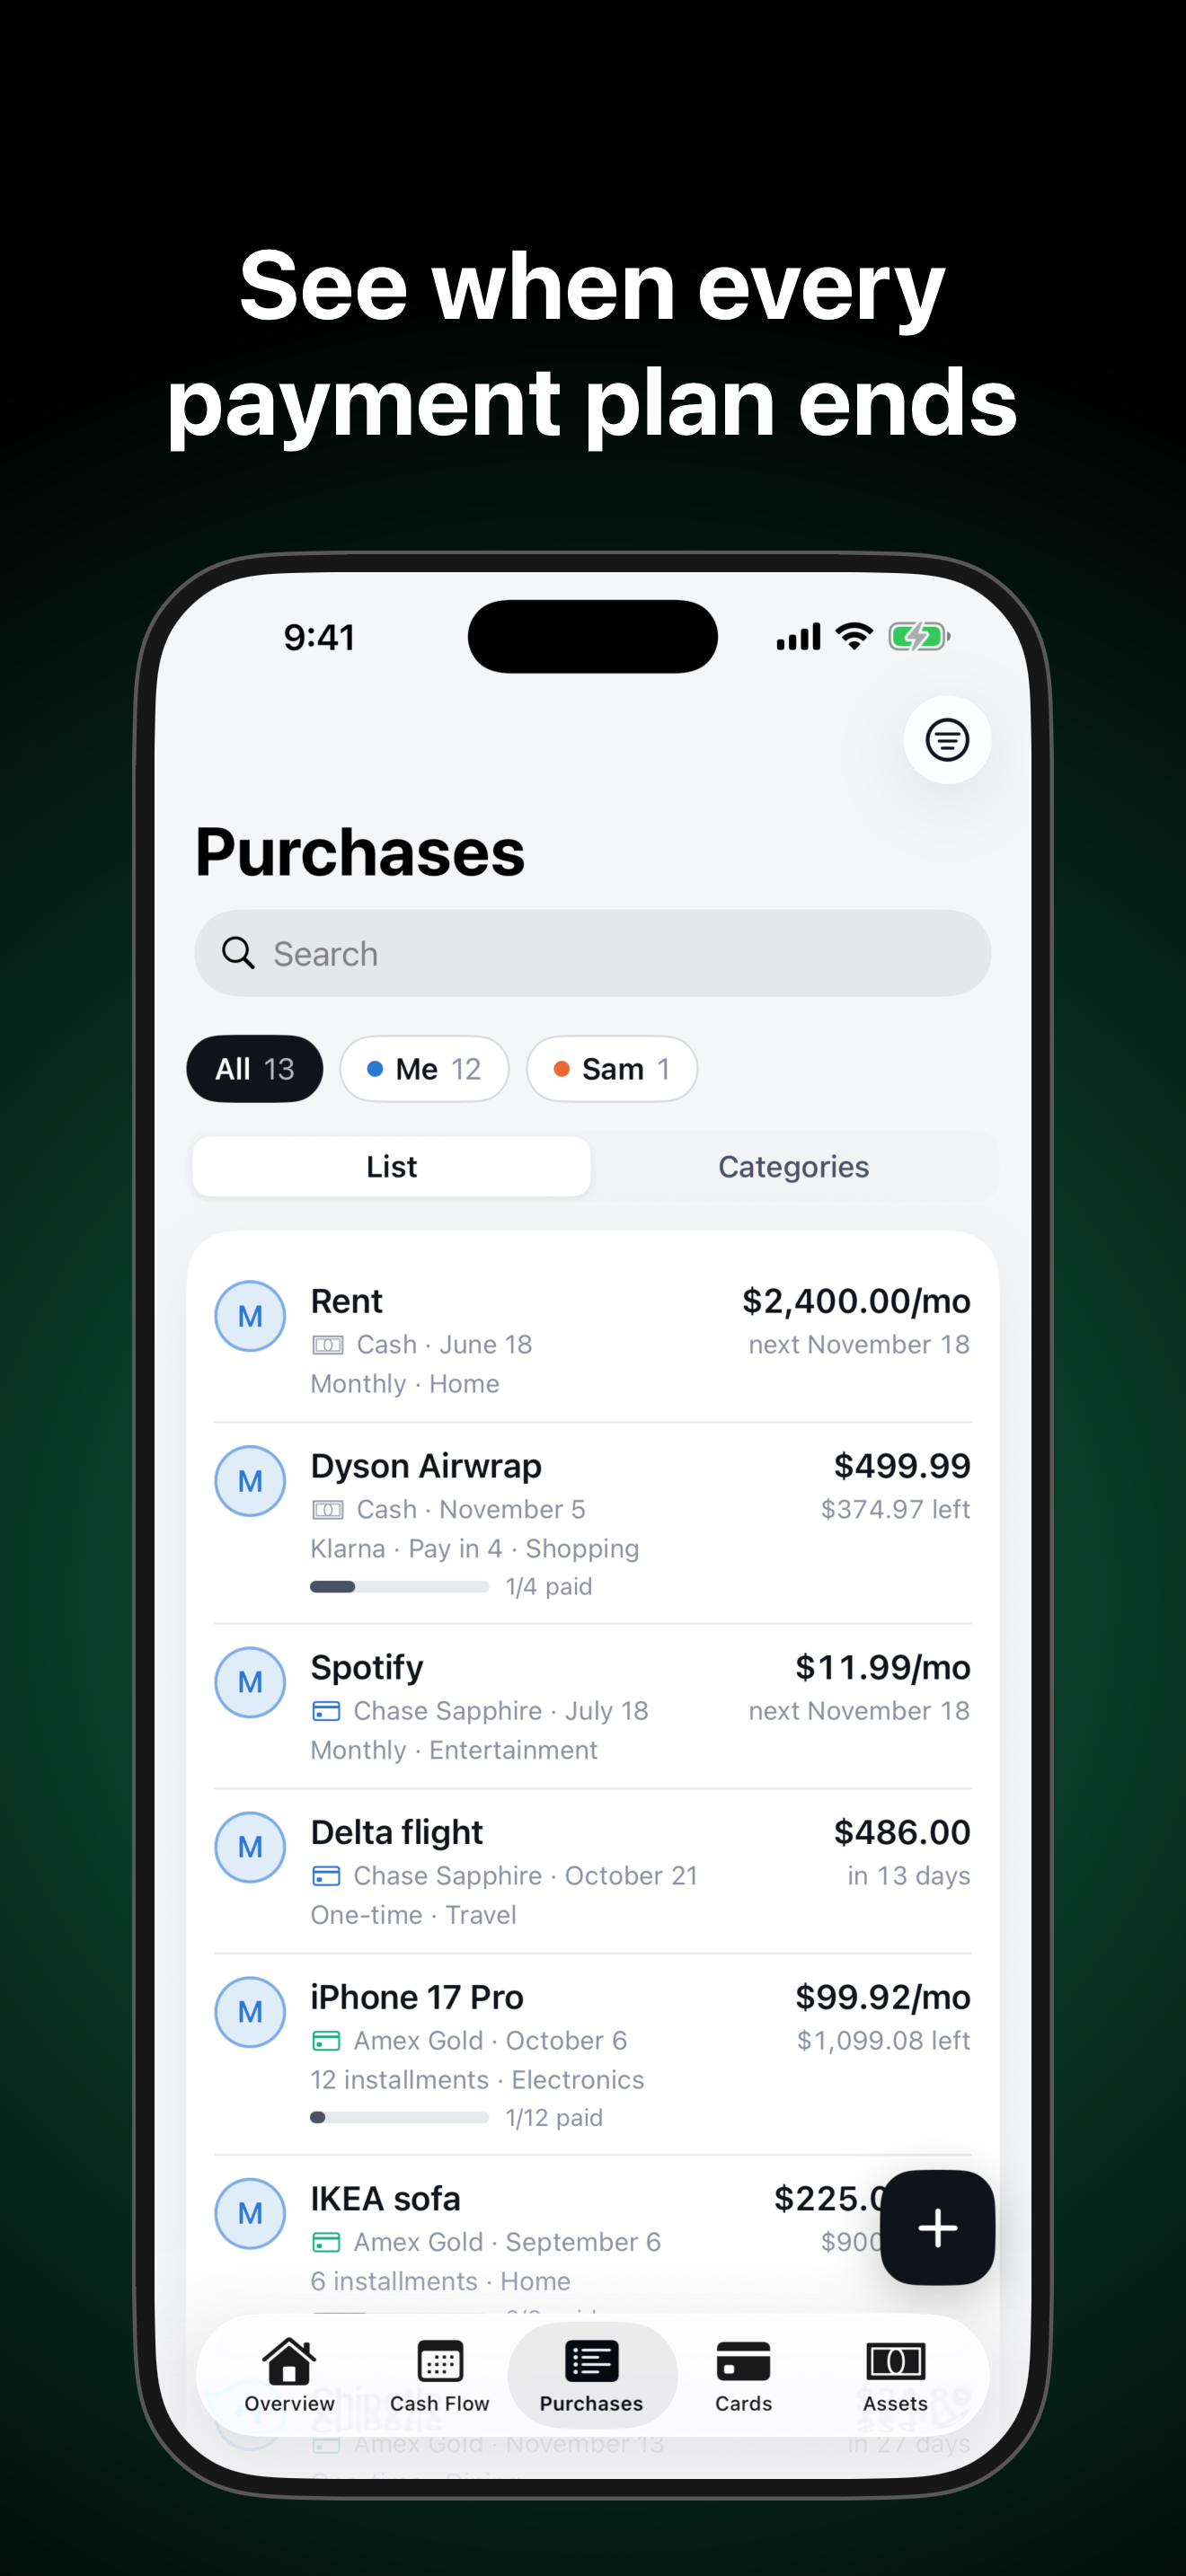 See when every
payment plan ends
9:41
Purchases
Search
All 13
Me 12
Sam 1
List
Categories
M
Rent
$2,400.00/mo
Cash · June 18
next November 18
Monthly · Home
M
Dyson Airwrap
$499.99
Cash · November 5
$374.97 left
Klarna · Pay in 4 · Shopping
1/4 paid
M
Spotify
$11.99/mo
Chase Sapphire · July 18
next November 18
Monthly · Entertainment
M
Delta flight
$486.00
Chase Sapphire · October 21
in 13 days
One-time · Travel
M
iPhone 17 Pro
$99.92/mo
Amex Gold · October 6
$1,099.08 left
12 installments · Electronics
1/12 paid
M
IKEA sofa
$225.0
Amex Gold · September 6
$900
6 installments · Home
Overview
Cash Flow
Purchases
Cards
Assets
Amex Gold · November 13
in 27 days